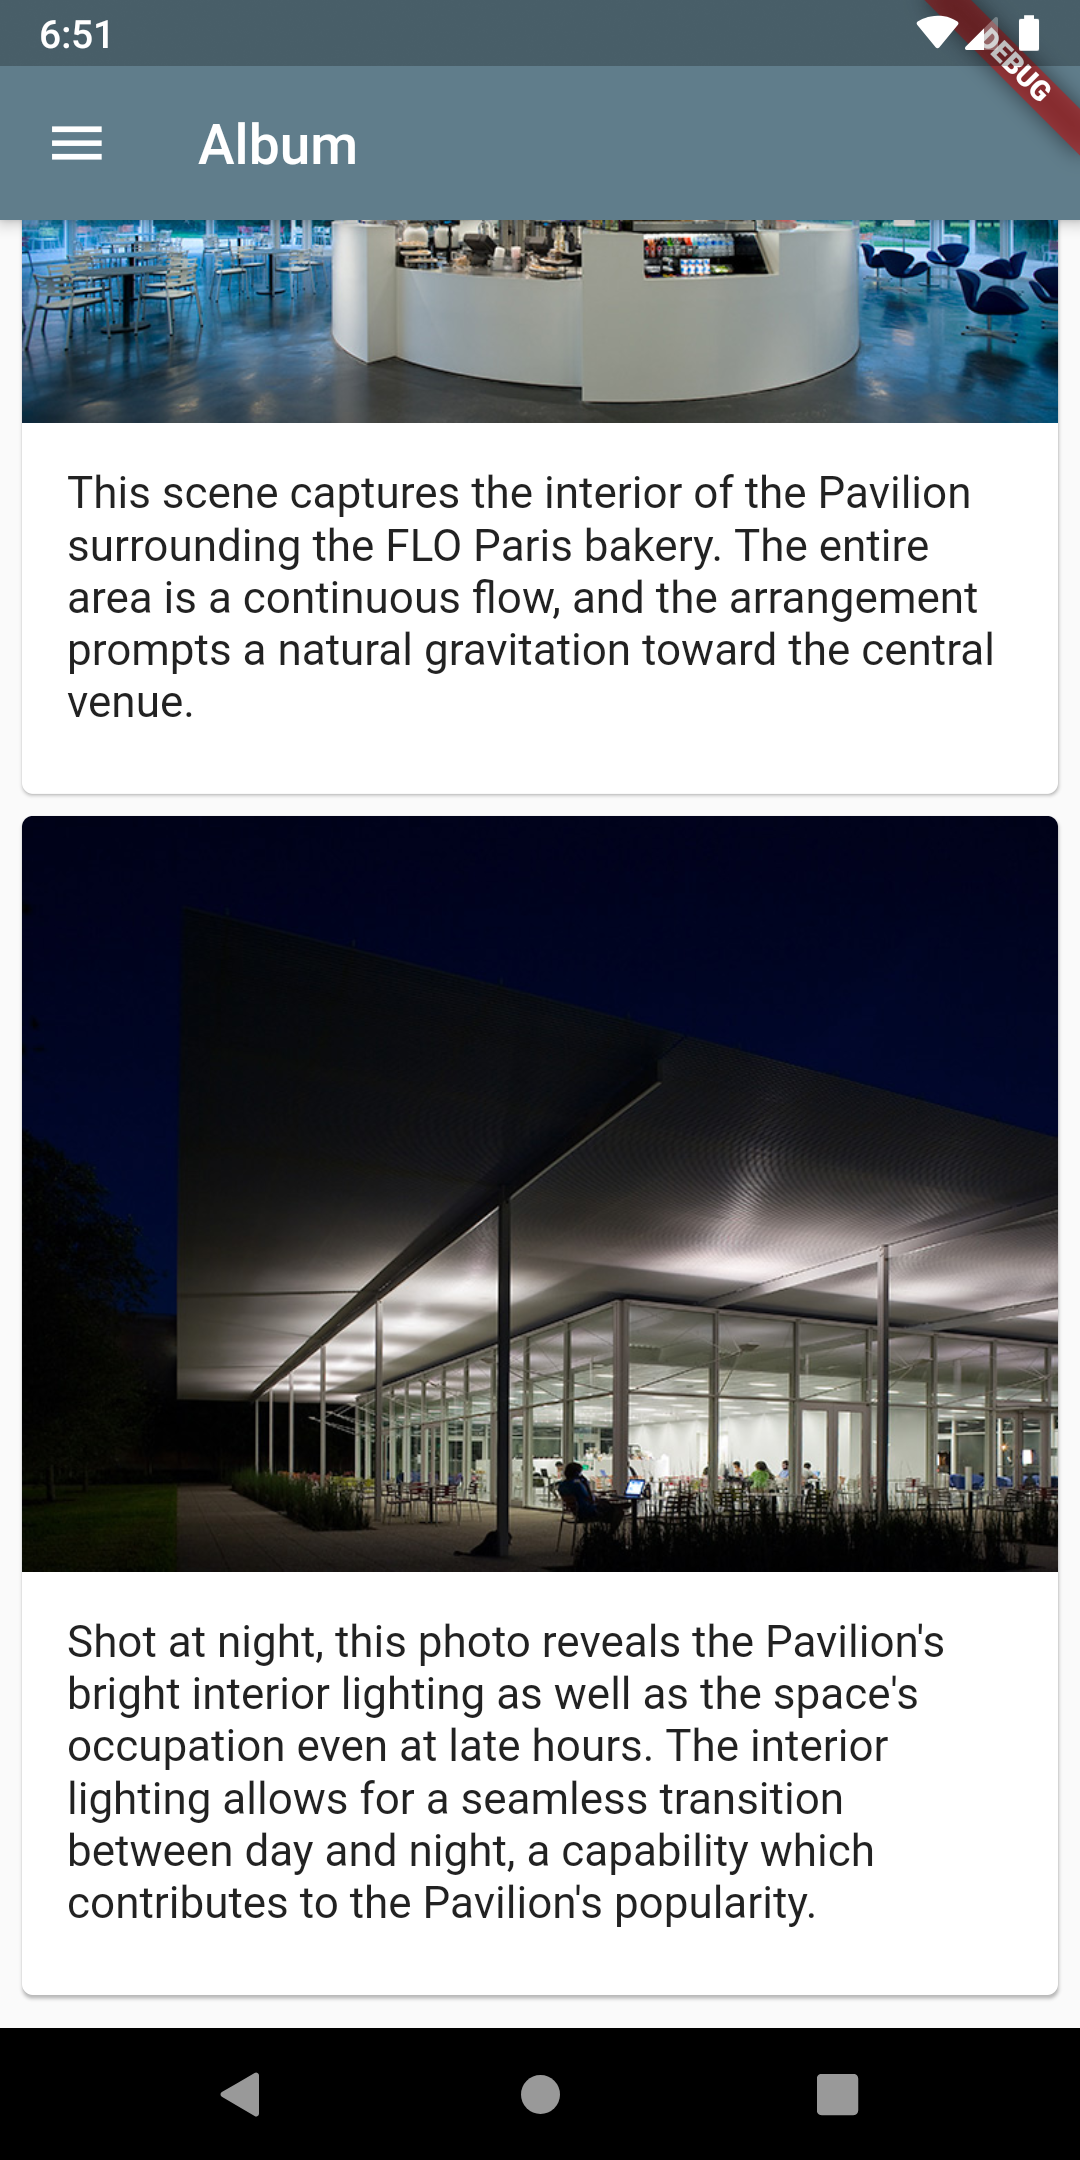 6:51
DEBUG
Album
This scene captures the interior of the Pavilion
surrounding the FLO Paris bakery. The entire
area is a continuous flow, and the arrangement
prompts a natural gravitation toward the central
venue.
Shot at night, this photo reveals the Pavilion's
bright interior lighting as well as the space's
occupation even at late hours. The interior
lighting allows for a seamless transition
between day and night, a capability which
contributes to the Pavilion's popularity.